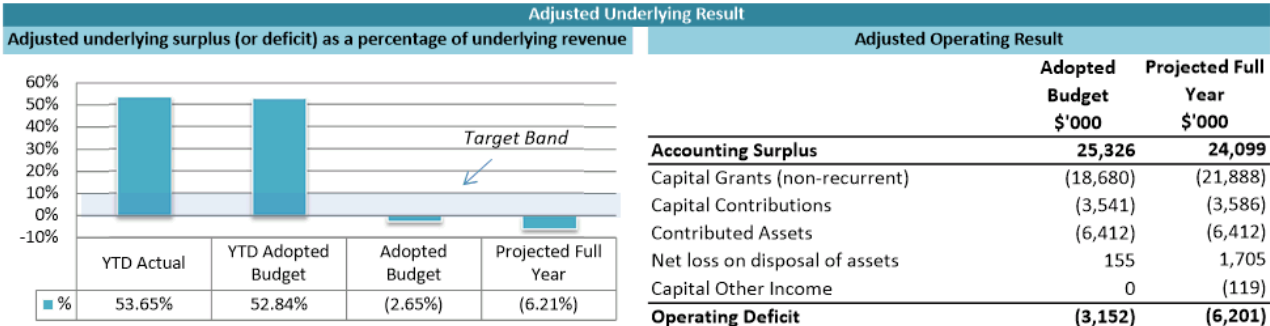 Adjusted Underlying Result
Adjusted underlying surplus (or deficit) as a percentage of underlying revenue
60%
50%
40%
30%
20%
10%
0%
-10%
Target Band
YTD Actual
YTD Adopted
Budget
Adopted
Budget
Projected Full
Year
% 53.65% 52.84% (2.65%) (6.21%)
Adjusted Operating Result
Adopted Projected Full
Budget Year
$'000 $'000
Accounting Surplus 25,326 24,099
Capital Grants (non-recurrent) (18,680) (21,888)
Capital Contributions (3,541) (3,586)
Contributed Assets (6,412) (6,412)
Net loss on disposal of assets 155 1,705
Capital Other Income 0 (119)
Operating Deficit (3,152) (6,201)